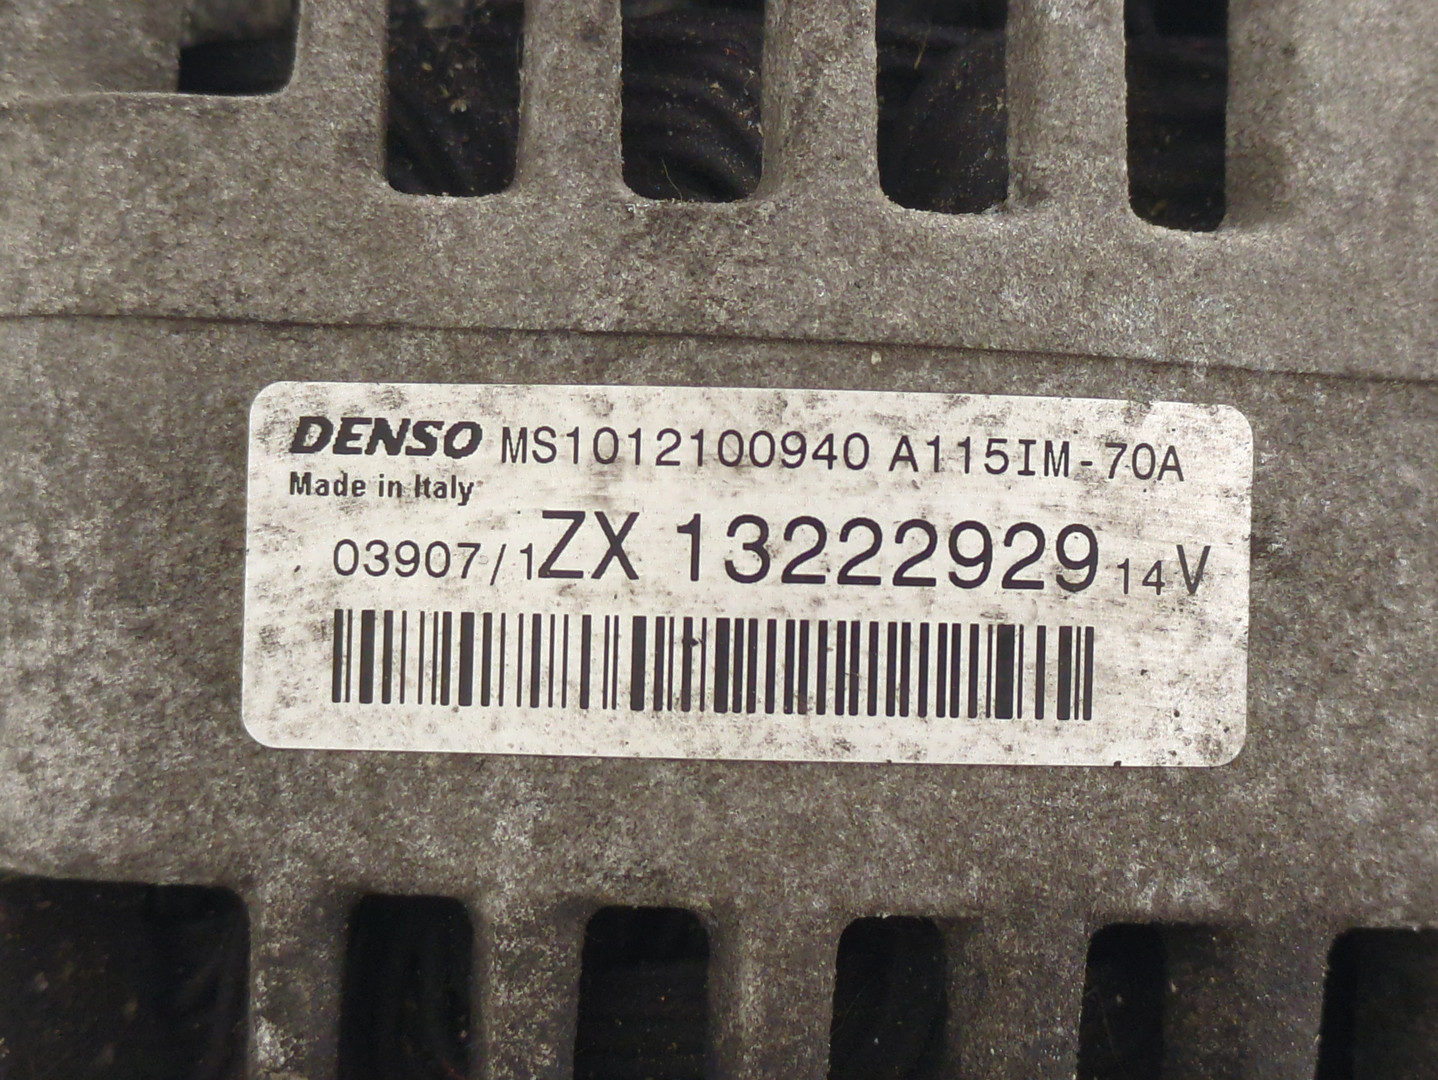 DENSO MS1012100940 A115IM-70A
Made in Italy
03907/1ZX 13222929 14V